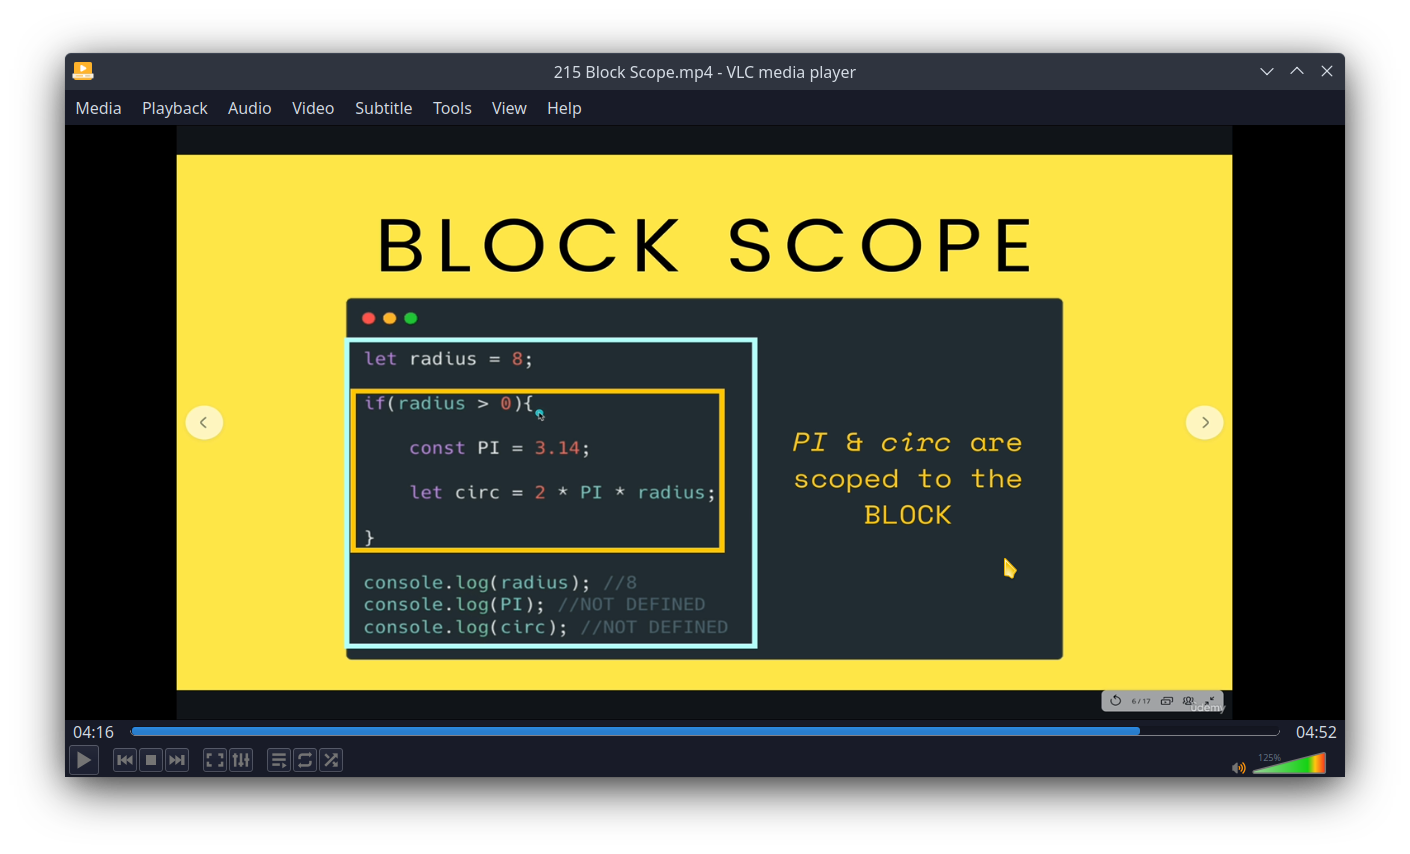 215 Block Scope.mp4 - VLC media player
Media Playback Audio Video Subtitle Tools View Help
BLOCK SCOPE
let radius = 8;
if(radius > 0){
const PI = 3.14;
let circ = 2 * PI * radius;
}
console.log(radius); //8
console.log(PI); //NOT DEFINED
console.log(circ); //NOT DEFINED
PI & circ are
scoped to the
BLOCK
6 / 17
udemy
04:16
04:52
125%